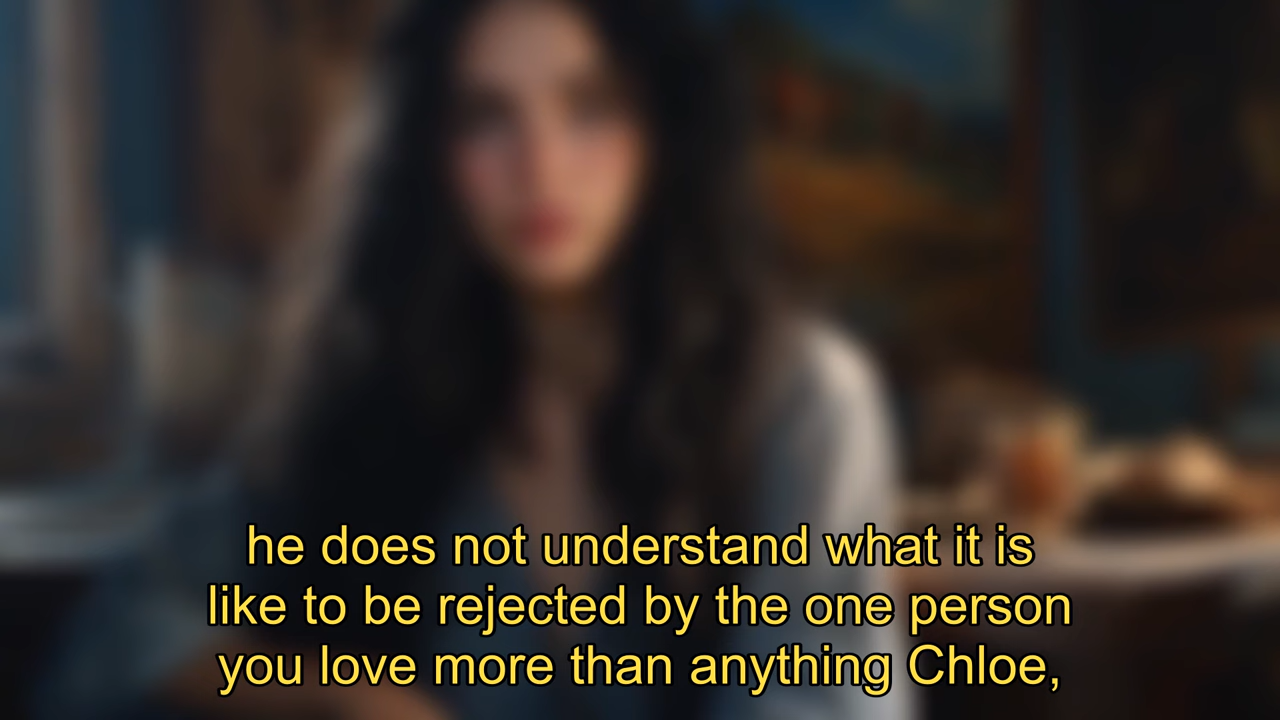 he does not understand what it is
like to be rejected by the one person
you love more than anything Chloe,